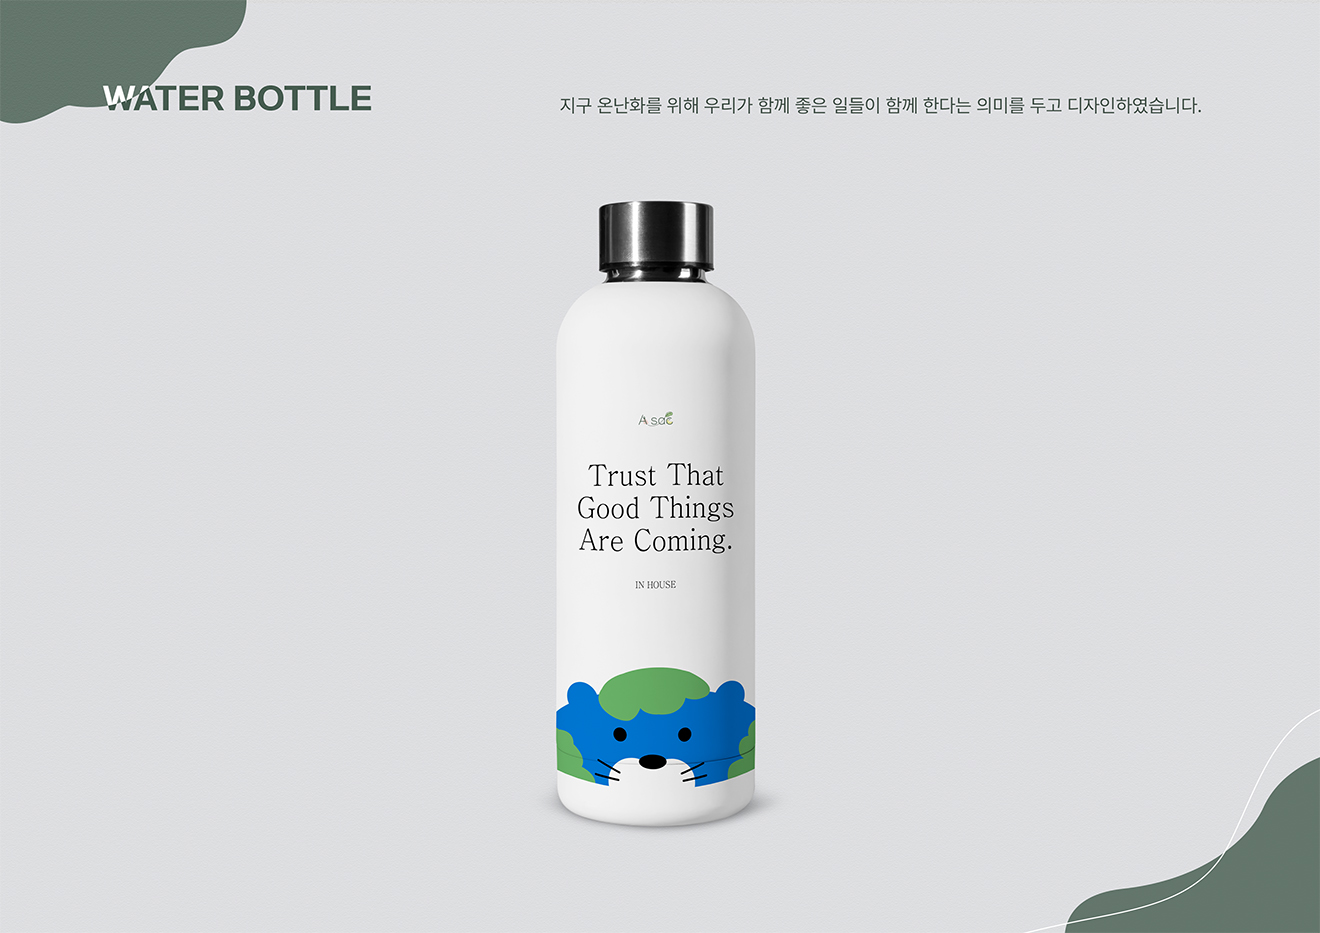 WATER BOTTLE
지구 온난화를 위해 우리가 함께 좋은 일들이 함께 한다는 의미를 두고 디자인하였습니다.
A sac
Trust That
Good Things
Are Coming.
IN HOUSE